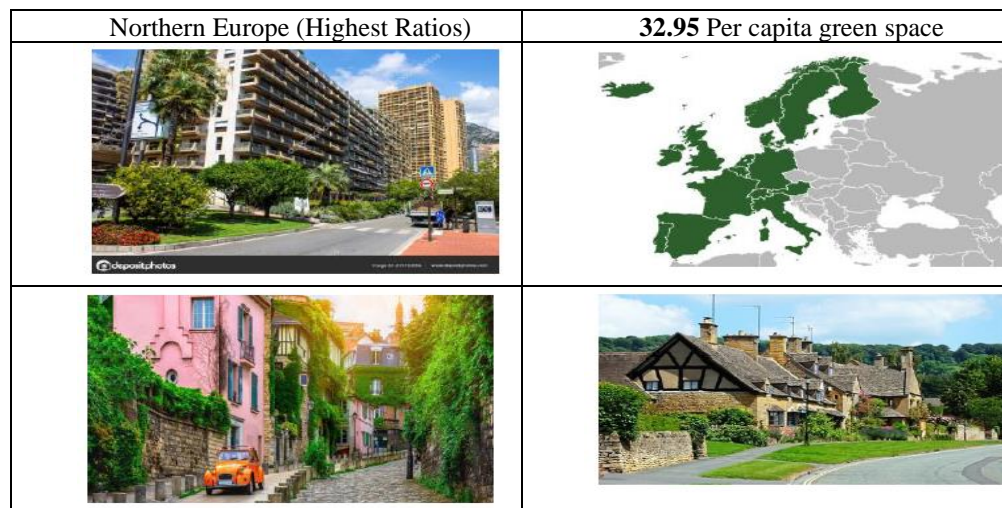 Northern Europe (Highest Ratios)
32.95 Per capita green space
depositphotos